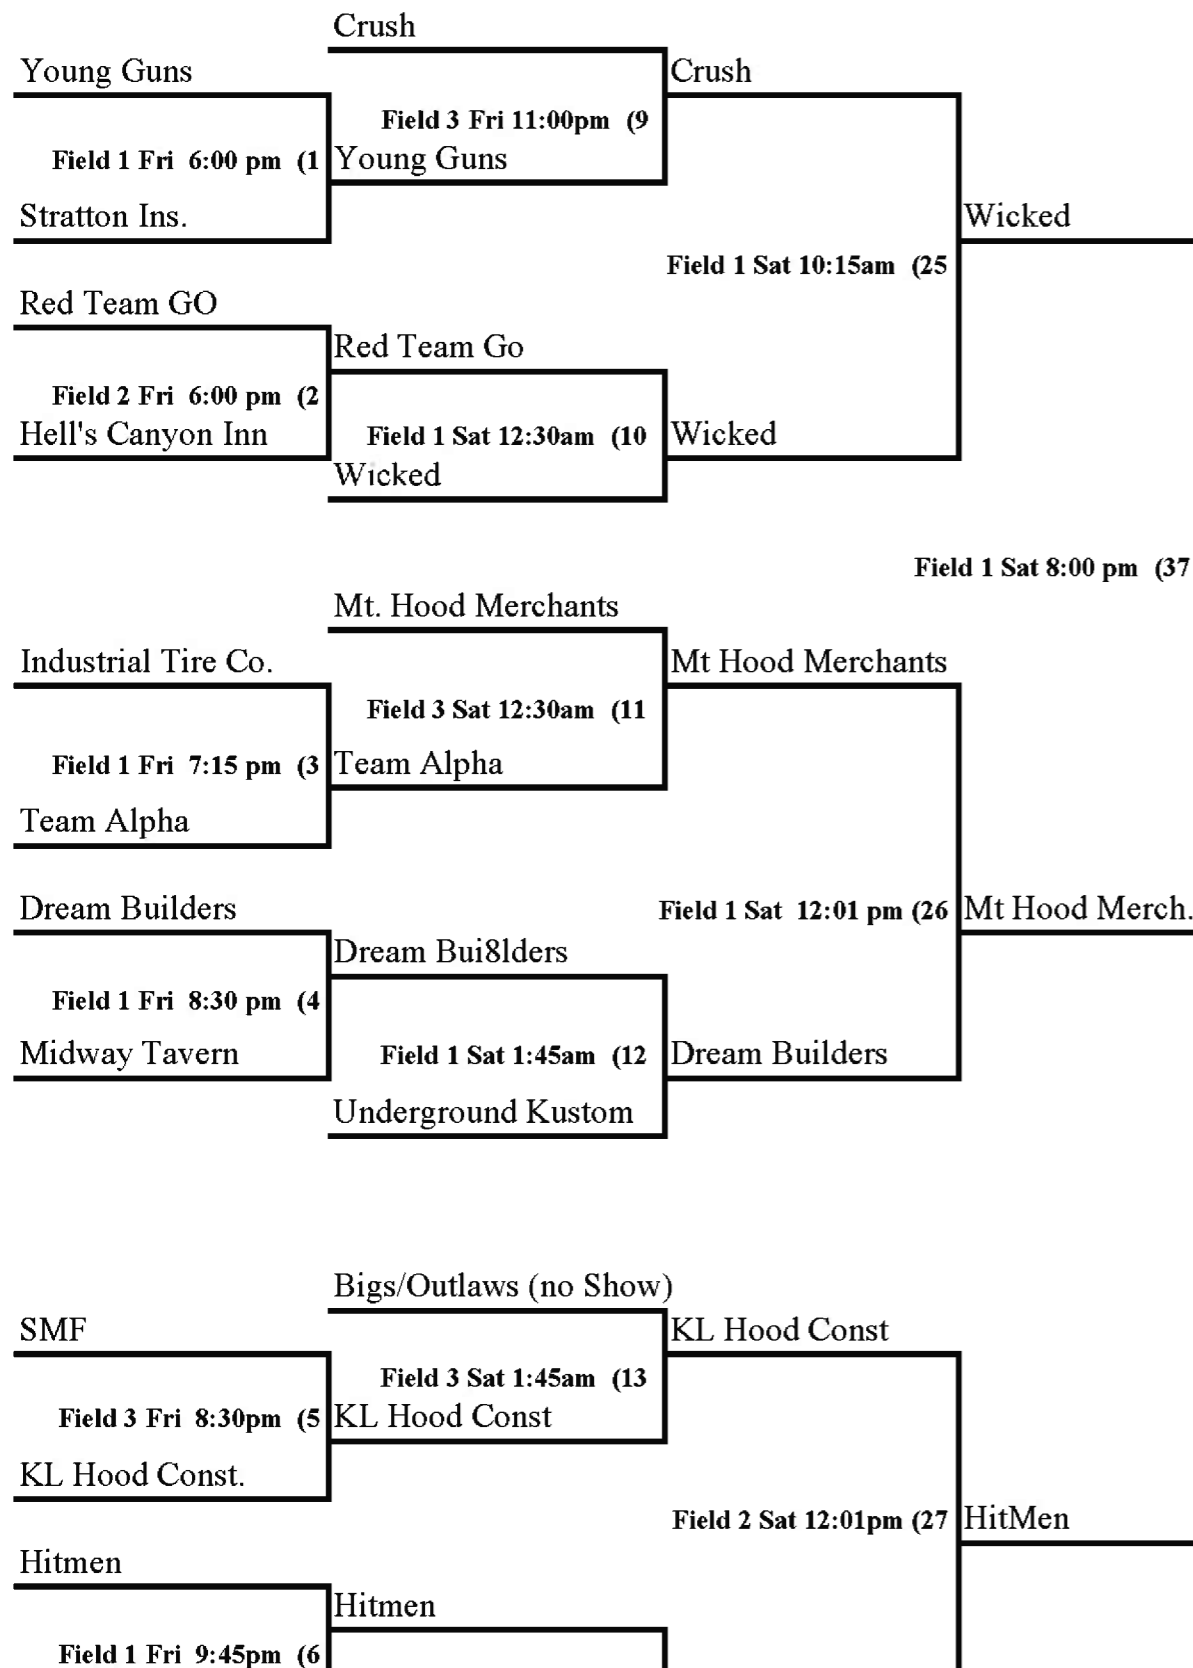 Crush
Young Guns
Crush
Field 3 Fri 11:00pm (9
Field 1 Fri 6:00 pm (1
Young Guns
Stratton Ins.
Wicked
Field 1 Sat 10:15am (25
Red Team GO
Red Team Go
Field 2 Fri 6:00 pm (2
Hell's Canyon Inn
Field 1 Sat 12:30am (10
Wicked
Wicked
Field 1 Sat 8:00 pm (37
Mt. Hood Merchants
Industrial Tire Co.
Mt Hood Merchants
Field 3 Sat 12:30am (11
Field 1 Fri 7:15 pm (3
Team Alpha
Team Alpha
Dream Builders
Field 1 Sat 12:01 pm (26
Mt Hood Merch.
Dream Bui8lders
Field 1 Fri 8:30 pm (4
Midway Tavern
Field 1 Sat 1:45am (12
Dream Builders
Underground Kustom
Bigs/Outlaws (no Show)
SMF
KL Hood Const
Field 3 Sat 1:45am (13
Field 3 Fri 8:30pm (5
KL Hood Const
KL Hood Const.
Field 2 Sat 12:01pm (27
HitMen
Hitmen
Hitmen
Field 1 Fri 9:45pm (6